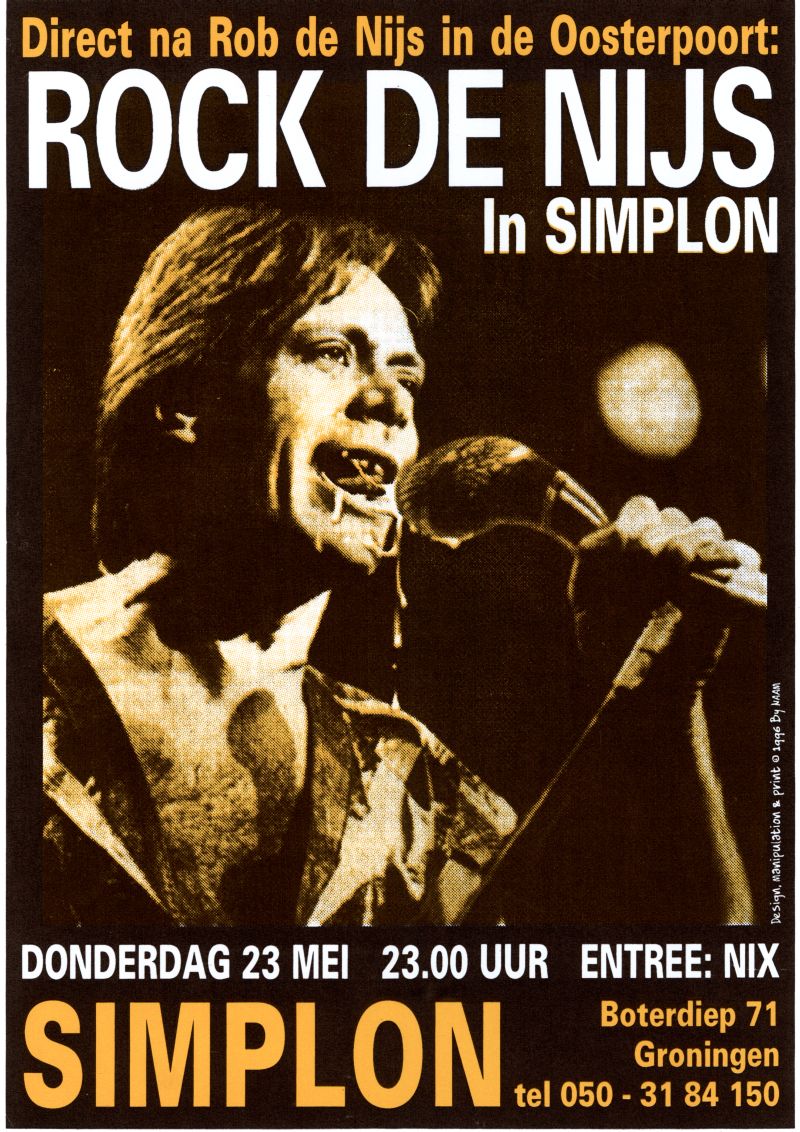 Direct na Rob de Nijs in de Oosterpoort:
ROCK DE NIJS
In SIMPLON
Design, manipulation & print © 1996 By NAAM
DONDERDAG 23 MEI 23.00 UUR ENTREE: NIX
SIMPLON
Boterdiep 71
Groningen
tel 050 - 31 84 150